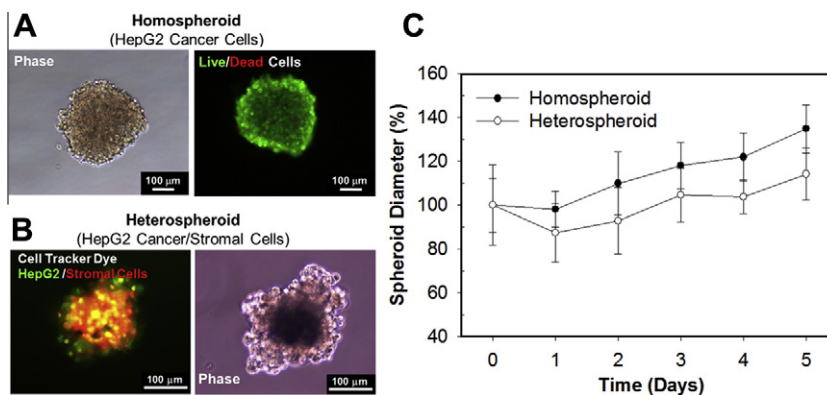 A
Homospheroid
(HepG2 Cancer Cells)
Phase
100 µm
Live/Dead Cells
100 µm
B
Heterospheroid
(HepG2 Cancer/Stromal Cells)
Cell Tracker Dye
HepG2/Stromal Cells
100 µm
Phase
100 µm
C
Spheroid Diameter (%)
160
140
120
100
80
60
40
Homospheroid
Heterospheroid
0 1 2 3 4 5
Time (Days)